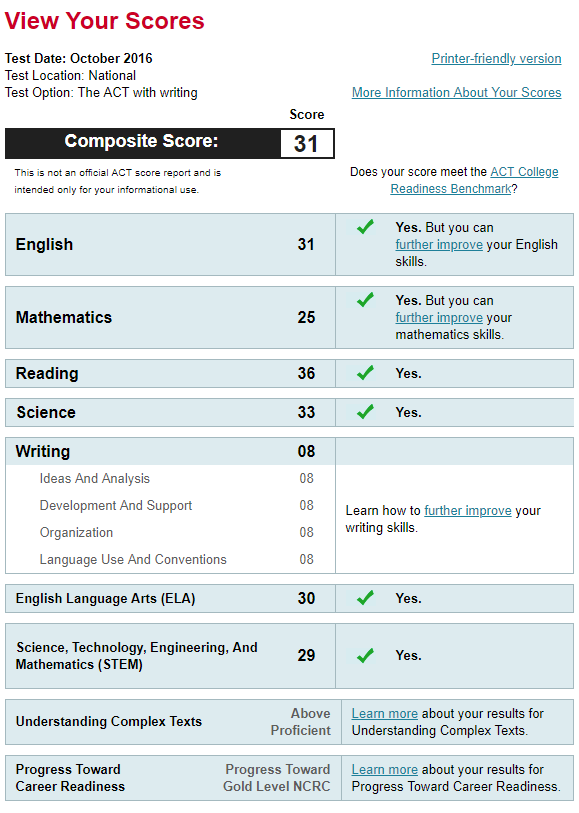 View Your Scores
Test Date: October 2016
Printer-friendly version
Test Location: National
Test Option: The ACT with writing
More Information About Your Scores
Score
Composite Score: 31
This is not an official ACT score report and is
intended only for your informational use.
Does your score meet the ACT College
Readiness Benchmark?
English 31
Yes. But you can
further improve your English
skills.
Mathematics 25
Yes. But you can
further improve your
mathematics skills.
Reading 36 Yes.
Science 33 Yes.
Writing 08
Ideas And Analysis 08
Development And Support 08
Organization 08
Language Use And Conventions 08
Learn how to further improve your
writing skills.
English Language Arts (ELA) 30 Yes.
Science, Technology, Engineering, And
Mathematics (STEM)
29 Yes.
Understanding Complex Texts
Above
Proficient
Learn more about your results for
Understanding Complex Texts.
Progress Toward
Career Readiness
Progress Toward
Gold Level NCRC
Learn more about your results for
Progress Toward Career Readiness.